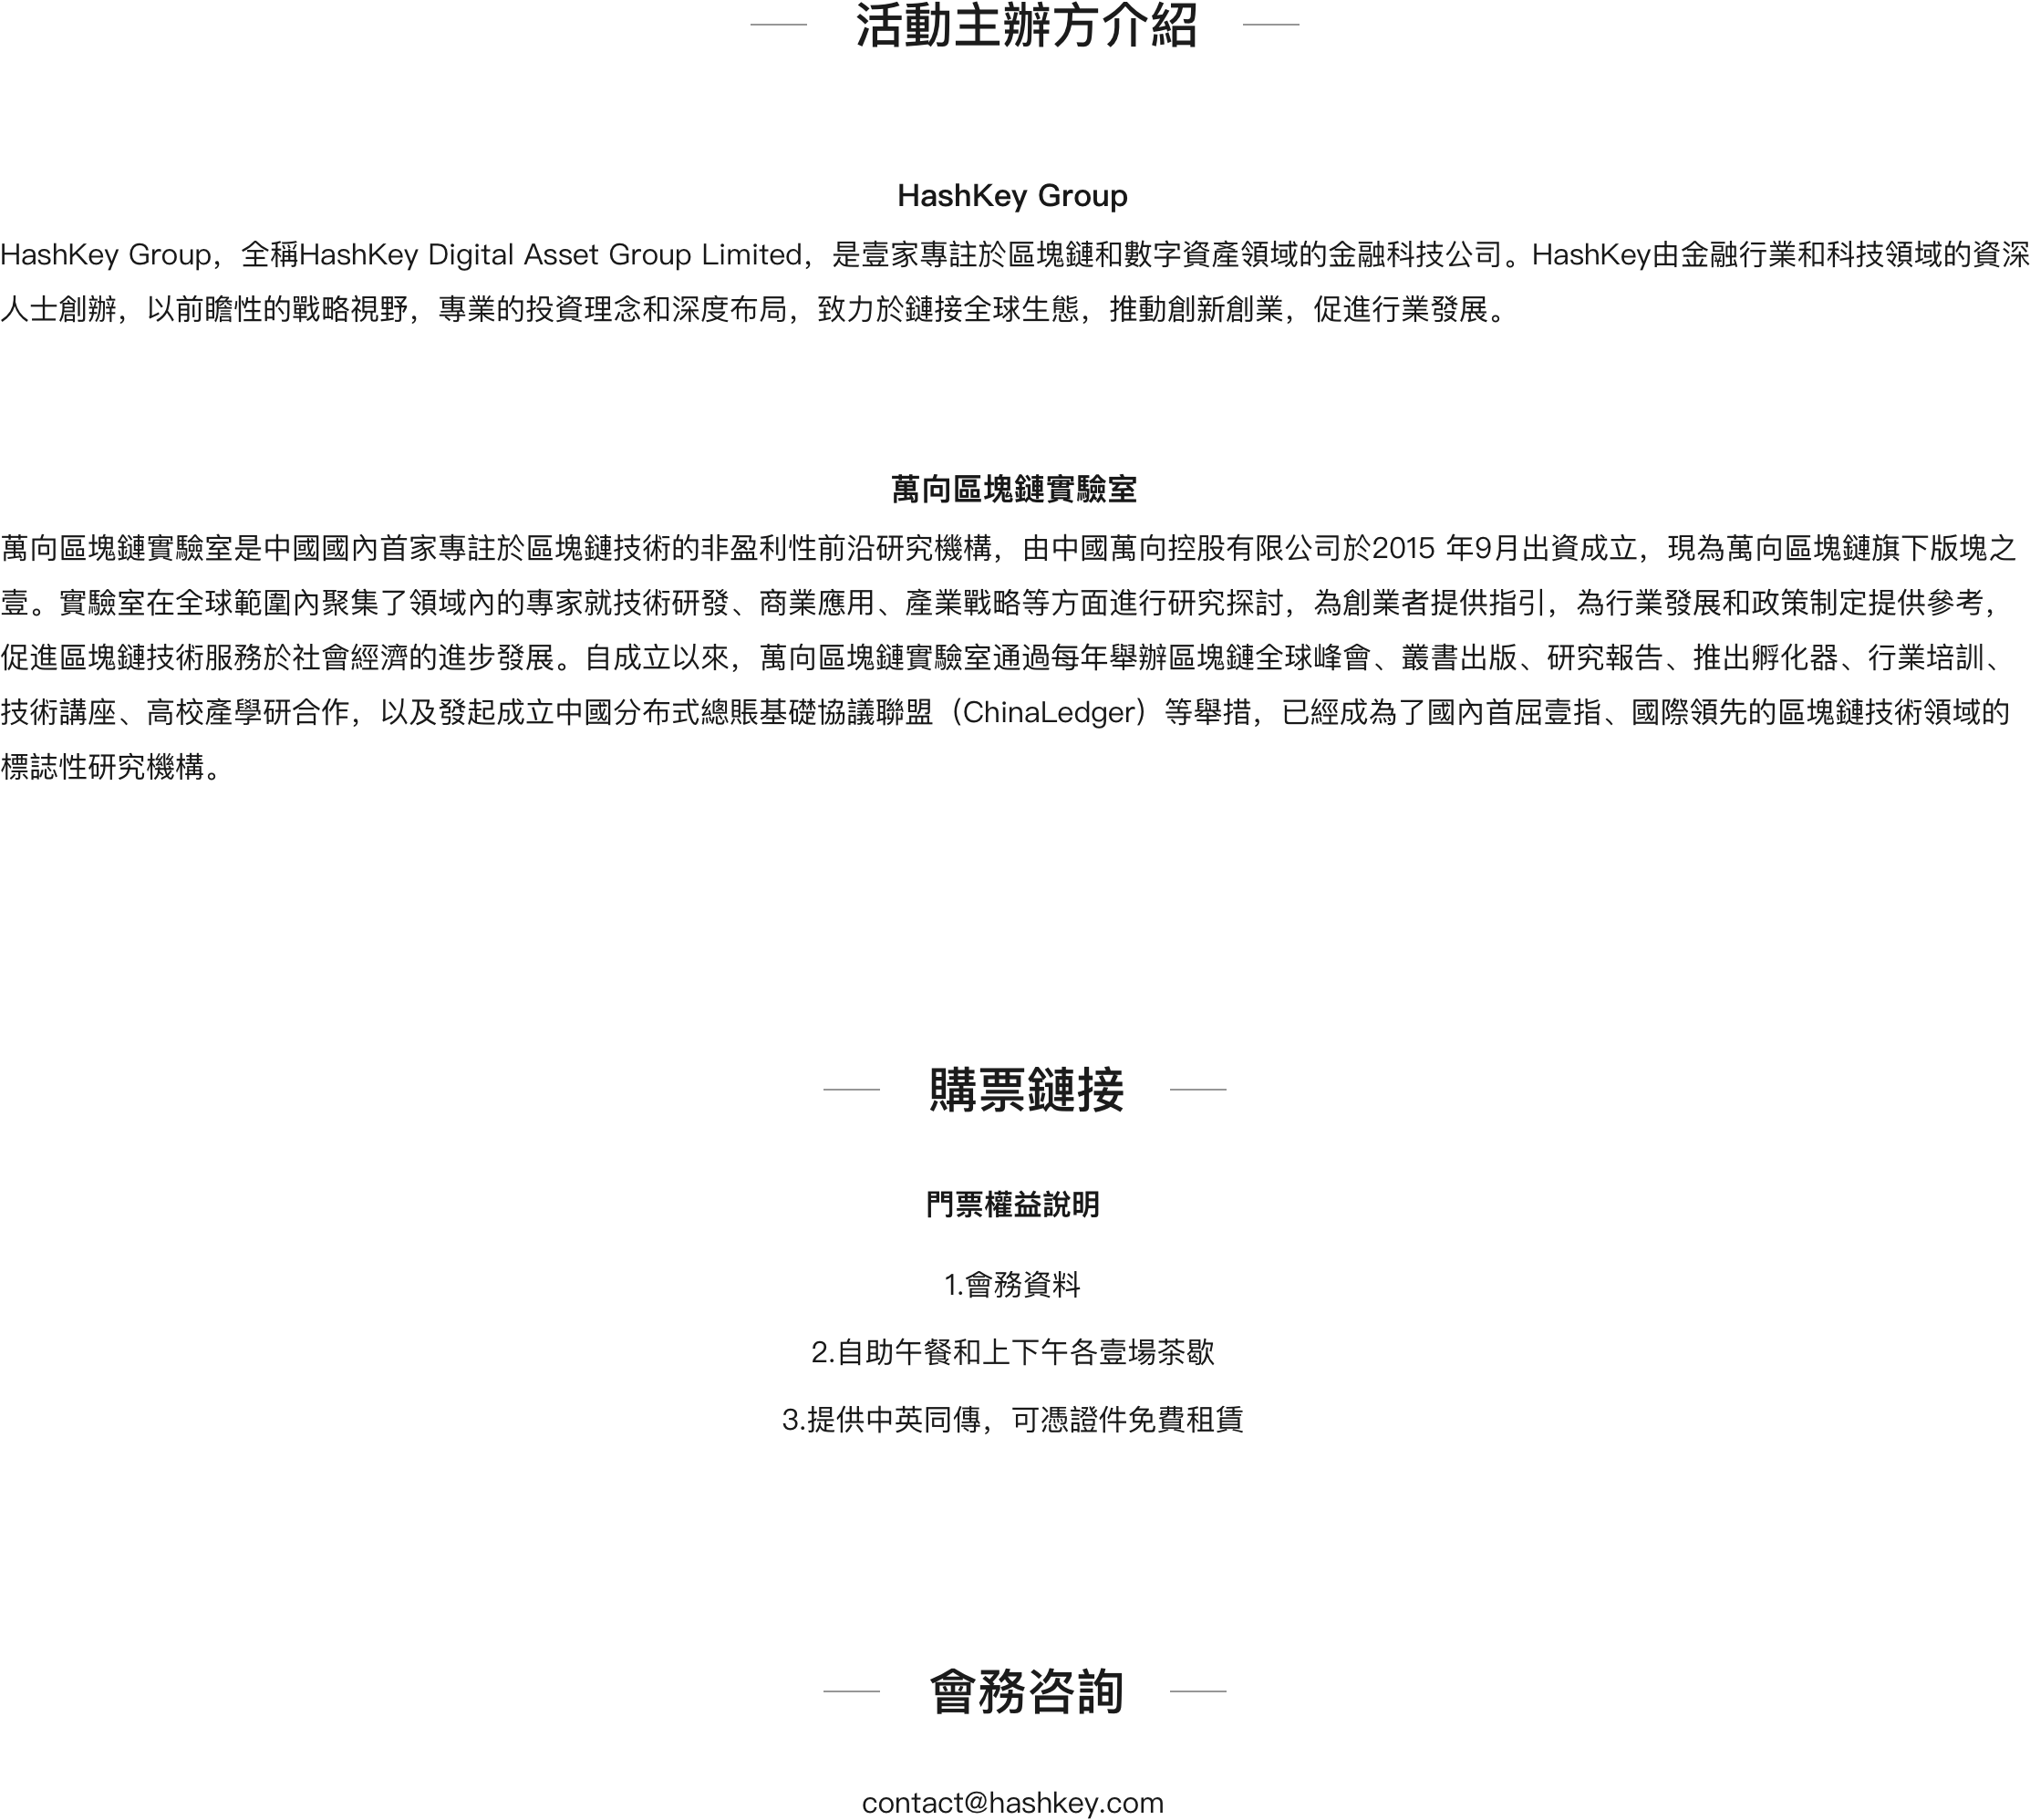 活動主辦方介紹
HashKey Group
HashKey Group，全稱HashKey Digital Asset Group Limited，是壹家專註於區塊鏈和數字資產領域的金融科技公司。HashKey由金融行業和科技領域的資深
人士創辦，以前瞻性的戰略視野，專業的投資理念和深度布局，致力於鏈接全球生態，推動創新創業，促進行業發展。
萬向區塊鏈實驗室
萬向區塊鏈實驗室是中國國內首家專註於區塊鏈技術的非盈利性前沿研究機構，由中國萬向控股有限公司於2015 年9月出資成立，現為萬向區塊鏈旗下版塊之
壹。實驗室在全球範圍內聚集了領域內的專家就技術研發、商業應用、產業戰略等方面進行研究探討，為創業者提供指引，為行業發展和政策制定提供參考，
促進區塊鏈技術服務於社會經濟的進步發展。自成立以來，萬向區塊鏈實驗室通過每年舉辦區塊鏈全球峰會、叢書出版、研究報告、推出孵化器、行業培訓、
技術講座、高校產學研合作，以及發起成立中國分布式總賬基礎協議聯盟（ChinaLedger）等舉措，已經成為了國內首屈壹指、國際領先的區塊鏈技術領域的
標誌性研究機構。
購票鏈接
門票權益說明
1.會務資料
2.自助午餐和上下午各壹場茶歇
3.提供中英同傳，可憑證件免費租賃
會務咨詢
contact@hashkey.com